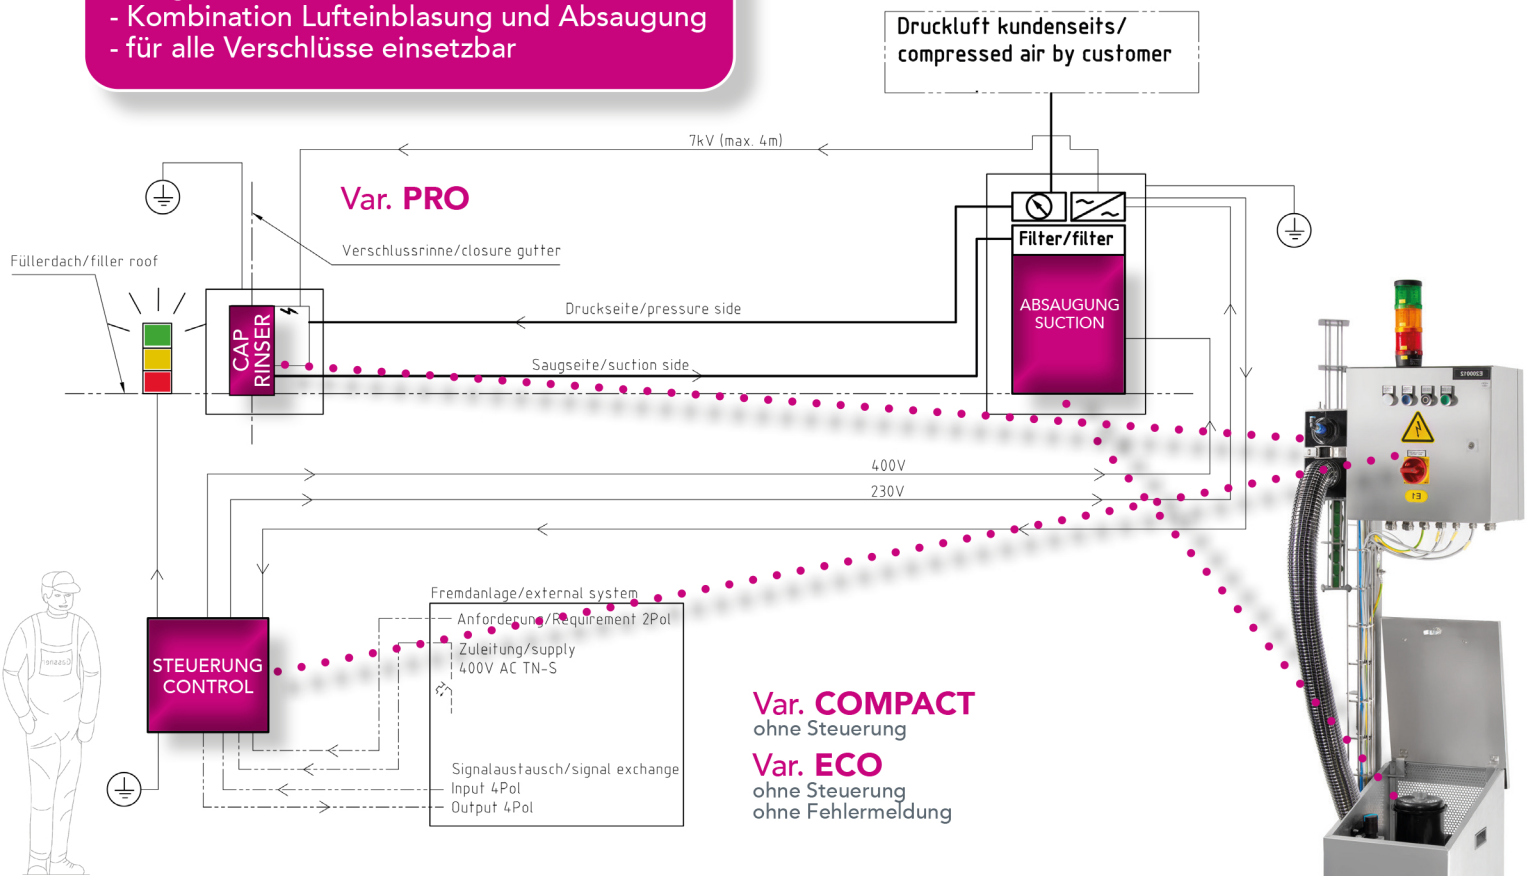 - Kombination Lufteinblasung und Absaugung
- für alle Verschlüsse einsetzbar
Druckluft kundenseits/
compressed air by customer
7kV (max. 4m)
Var. PRO
Verschlussrinne/closure gutter
Füllerdach/filler roof
Filter/filter
CAP
RINSER
Druckseite/pressure side
ABSAUGUNG
SUCTION
Saugseite/suction side
400V
230V
Fremdanlage/external system
Anforderung/Requirement 2Pol
Zuleitung/supply
400V AC TN-S
STEUERUNG
CONTROL
Signalaustausch/signal exchange
Input 4Pol
Output 4Pol
Var. COMPACT
ohne Steuerung
Var. ECO
ohne Steuerung
ohne Fehlermeldung